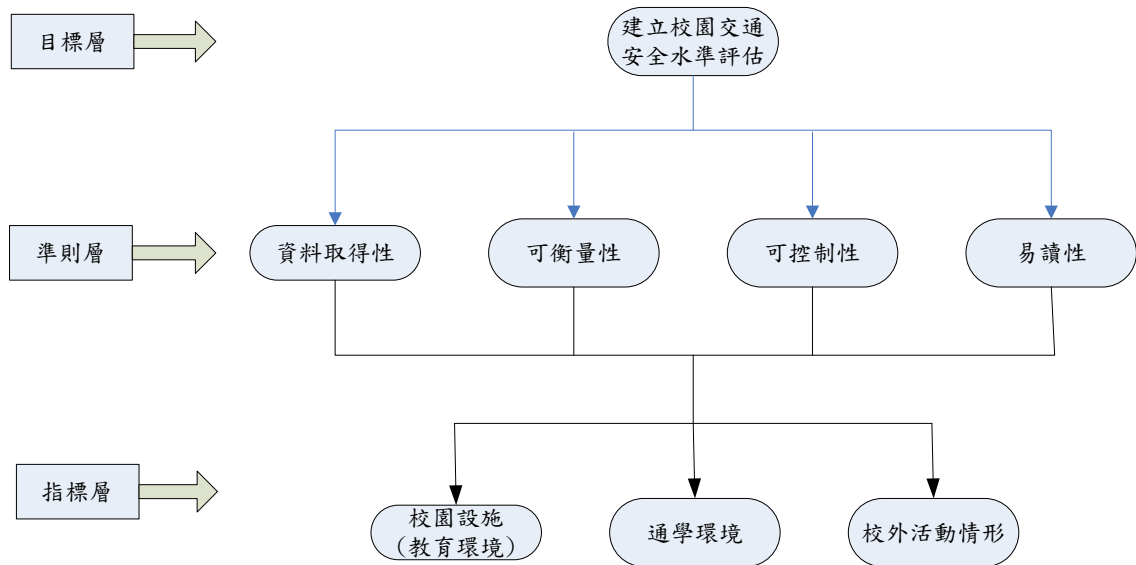 目標層
建立校園交通
安全水準評估
準則層
資料取得性
可衡量性
可控制性
易讀性
指標層
校園設施
（教育環境）
通學環境
校外活動情形